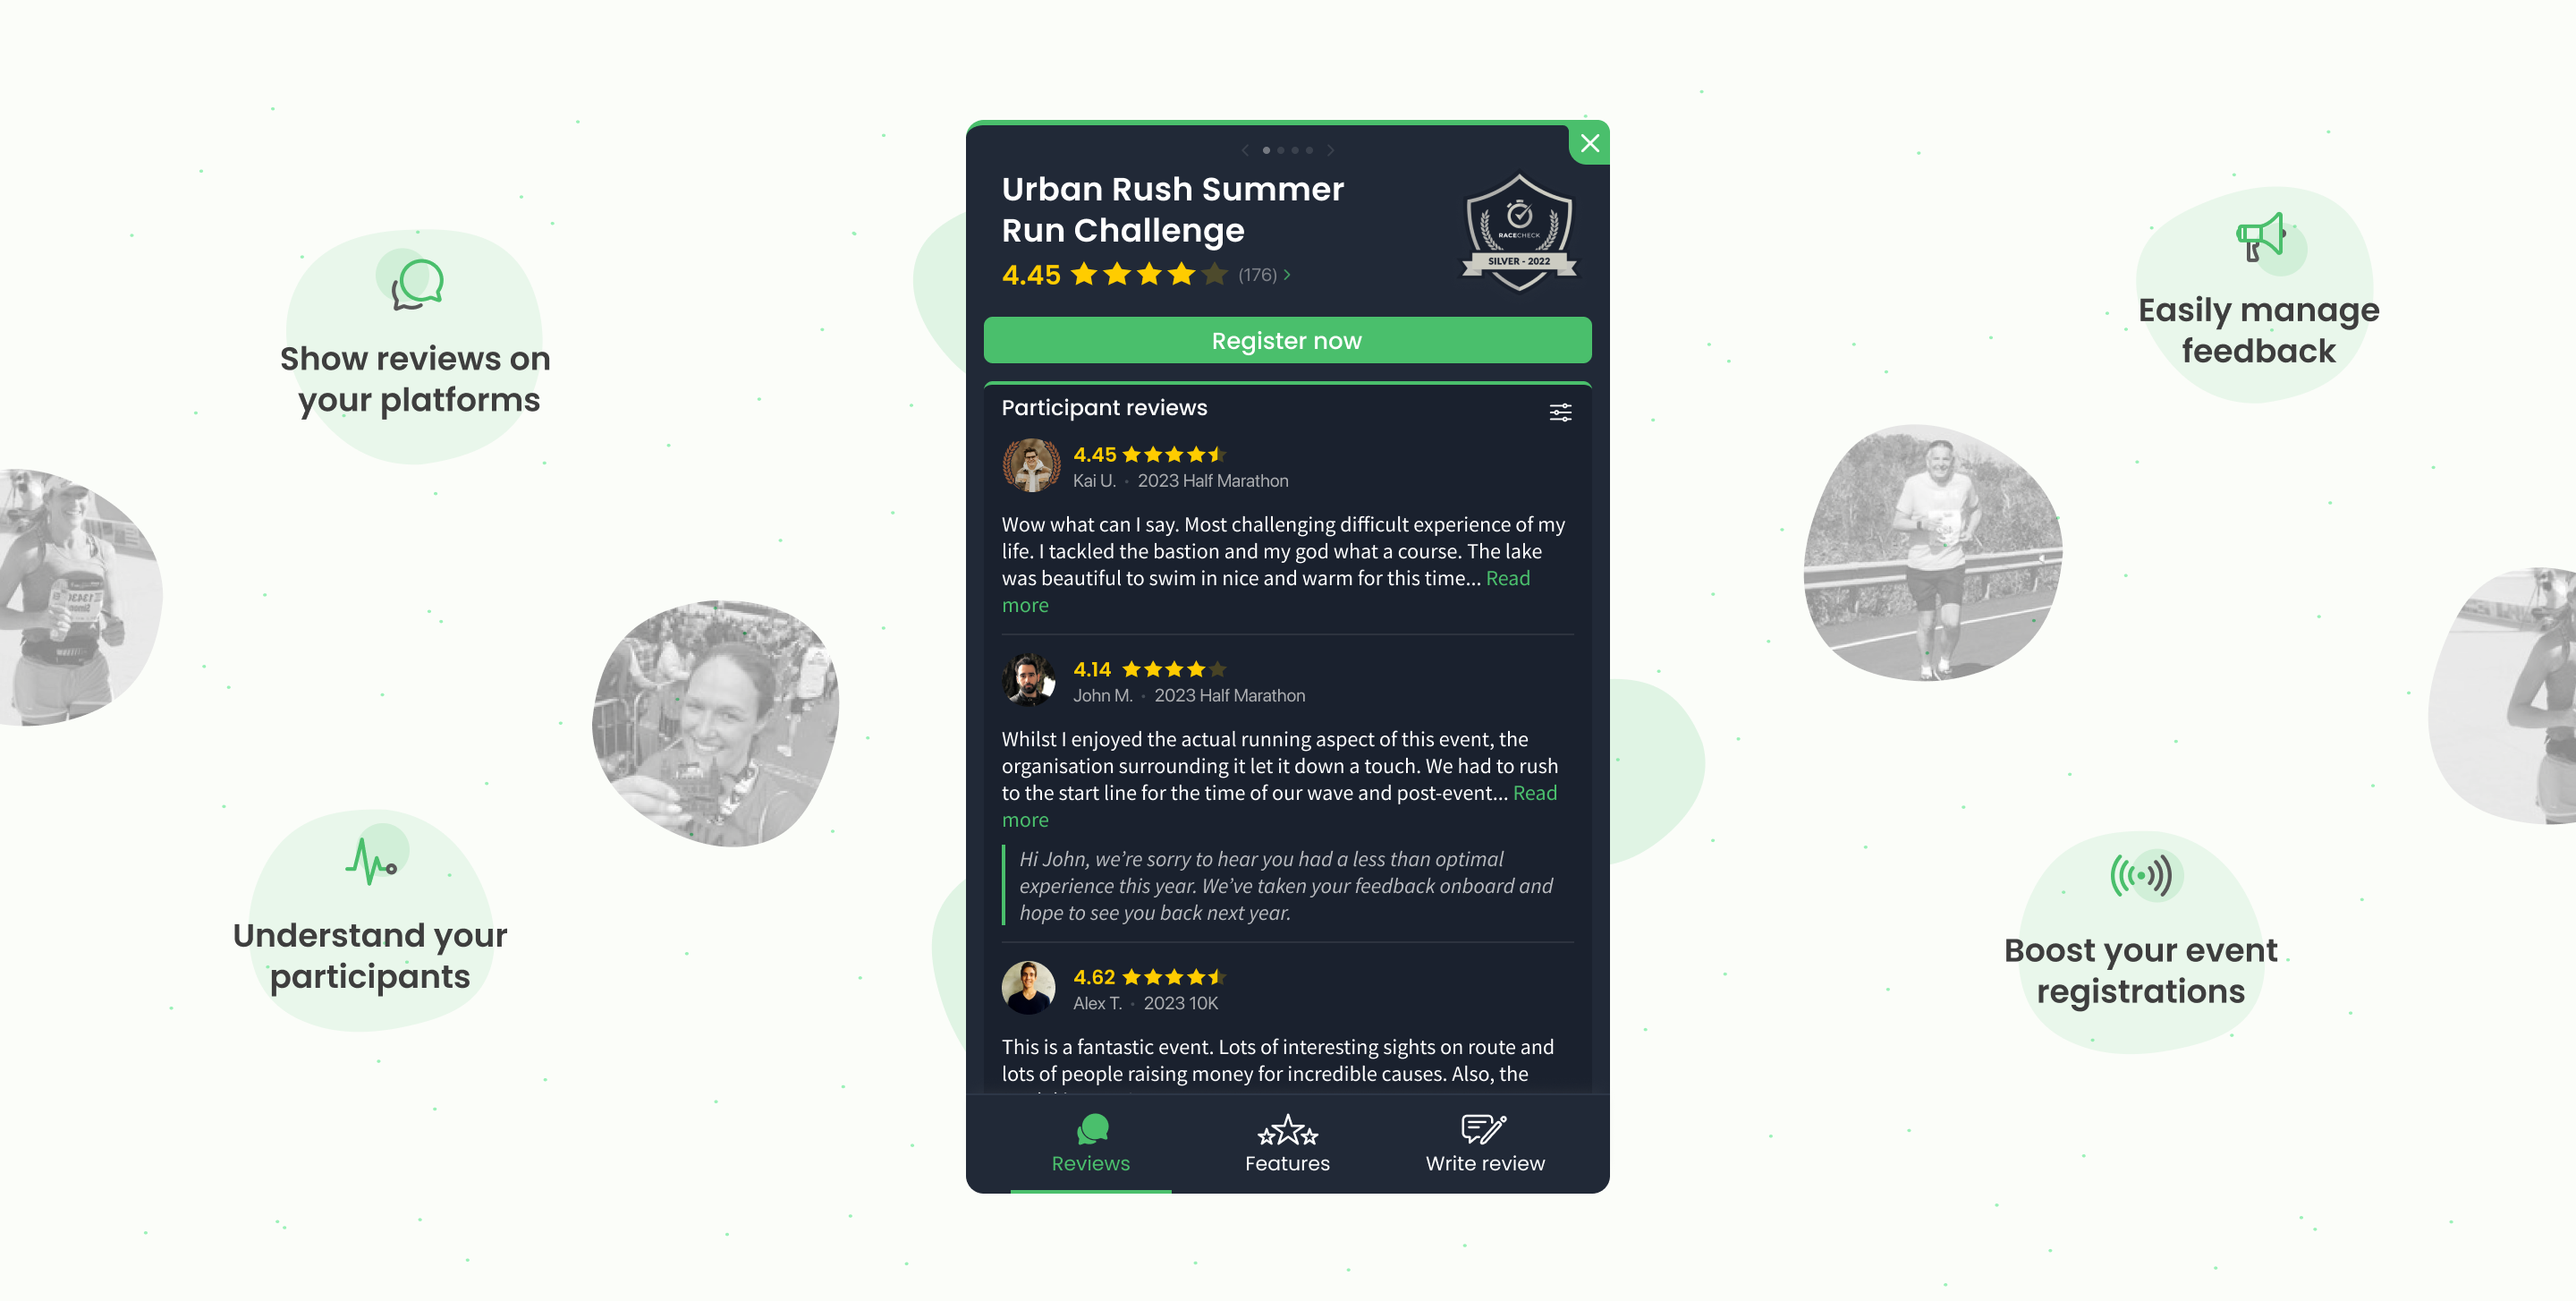 Show reviews on
your platforms
Understand your
participants
Urban Rush Summer
Run Challenge
4.45 (176)
RACECHECK
SILVER - 2022
Register now
Participant reviews
4.45
Kai U. • 2023 Half Marathon
Wow what can I say. Most challenging difficult experience of my
life. I tackled the bastion and my god what a course. The lake
was beautiful to swim in nice and warm for this time... Read
more
4.14
John M. • 2023 Half Marathon
Whilst I enjoyed the actual running aspect of this event, the
organisation surrounding it let it down a touch. We had to rush
to the start line for the time of our wave and post-event... Read
more
Hi John, we’re sorry to hear you had a less than optimal
experience this year. We’ve taken your feedback onboard and
hope to see you back next year.
4.62
Alex T. • 2023 10K
This is a fantastic event. Lots of interesting sights on route and
lots of people raising money for incredible causes. Also, the
Reviews
Features
Write review
Easily manage
feedback
Boost your event
registrations